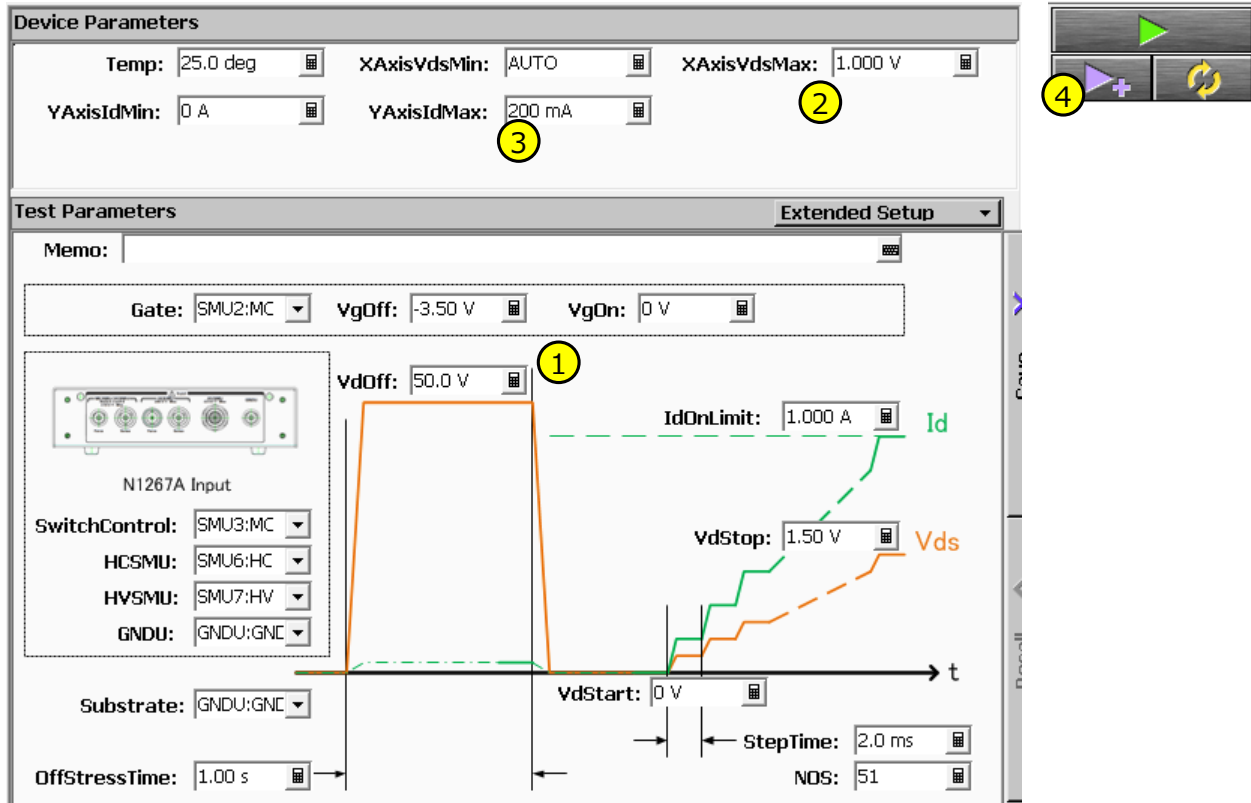 Device Parameters
Temp: 25.0 deg XAxisVdsMin: AUTO XAxisVdsMax: 1.000 V
2
4
YAxisIdMin: 0 A YAxisIdMax: 200 mA
3
Test Parameters Extended Setup
Memo:
Gate: SMU2:MC VgOff: -3.50 V VgOn: 0 V
1
VdOff: 50.0 V
IdOnLimit: 1.000 A Id
N1267A Input
SwitchControl: SMU3:MC
VdStop: 1.50 V Vds
HCSMU: SMU6:HC
HVSMU: SMU7:HV
GNDU: GNDU:GND
t
Substrate: GNDU:GND
VdStart: 0 V
StepTime: 2.0 ms
OffStressTime: 1.00 s NOS: 51
Save
Recall